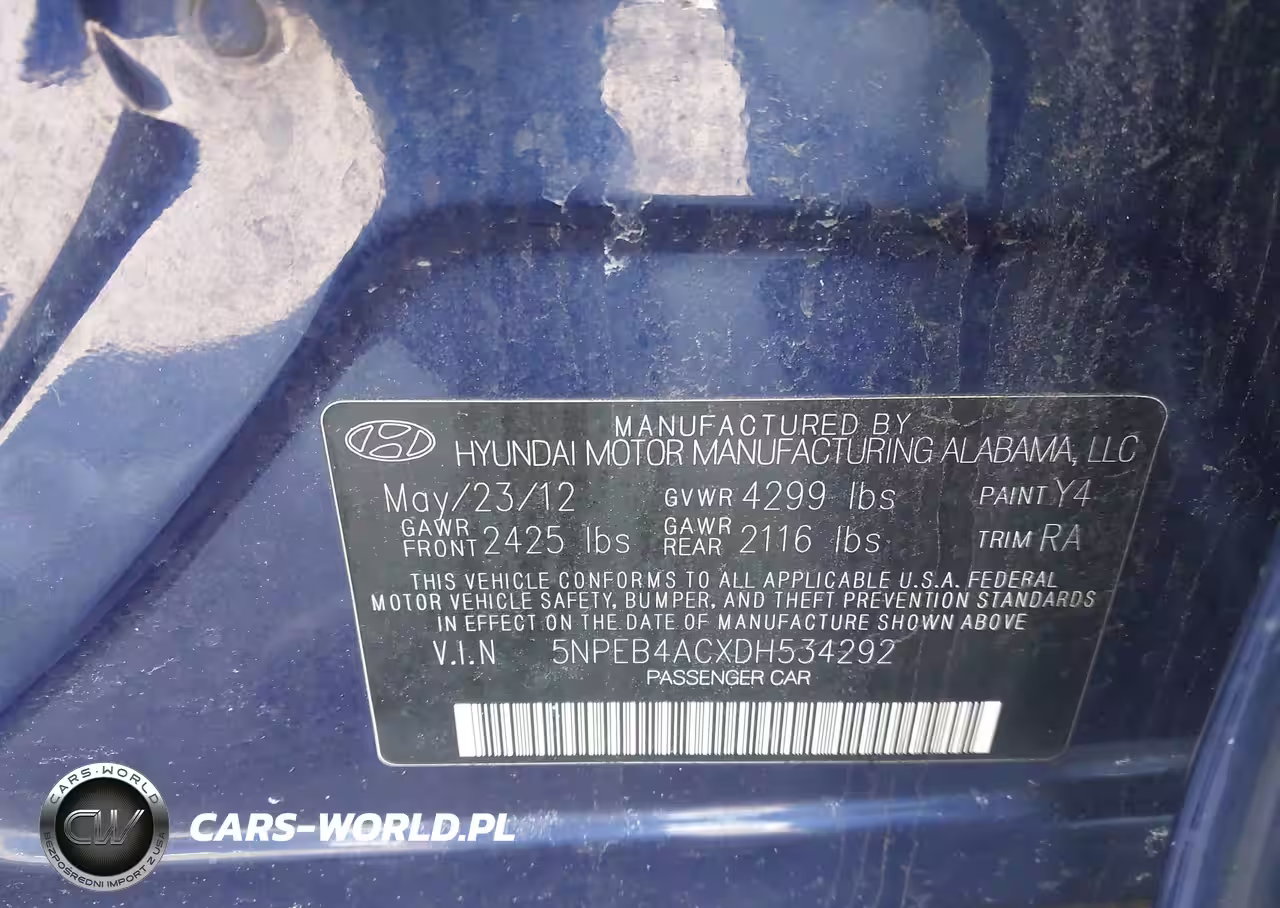 MANUFACTURED BY
HYUNDAI MOTOR MANUFACTURING ALABAMA, LLC
May/23/12 GVWR 4299 lbs PAINT Y4
GAWR FRONT 2425 lbs GAWR REAR 2116 lbs TRIM RA
THIS VEHICLE CONFORMS TO ALL APPLICABLE U.S.A. FEDERAL
MOTOR VEHICLE SAFETY, BUMPER, AND THEFT PREVENTION STANDARDS
IN EFFECT ON THE DATE OF MANUFACTURE SHOWN ABOVE
V.I.N 5NPEB4ACXDH534292
PASSENGER CAR
CARS-WORLD
CW
BEZPOŚREDNI IMPORT Z USA
CARS-WORLD.PL